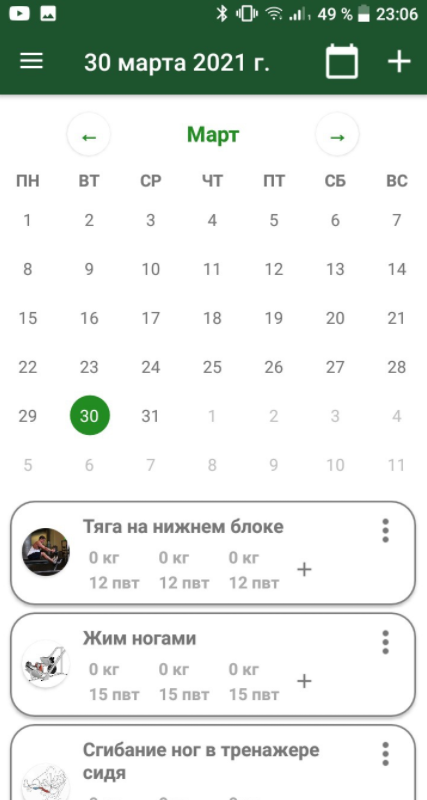 49 % 23:06
30 марта 2021 г.
← Март →
ПН ВТ СР ЧТ ПТ СБ ВС
1 2 3 4 5 6 7
8 9 10 11 12 13 14
15 16 17 18 19 20 21
22 23 24 25 26 27 28
29 30 31 1 2 3 4
5 6 7 8 9 10 11
Тяга на нижнем блоке
0 кг 0 кг 0 кг
12 пвт 12 пвт 12 пвт +
Жим ногами
0 кг 0 кг 0 кг
15 пвт 15 пвт 15 пвт +
Сгибание ног в тренажере
сидя